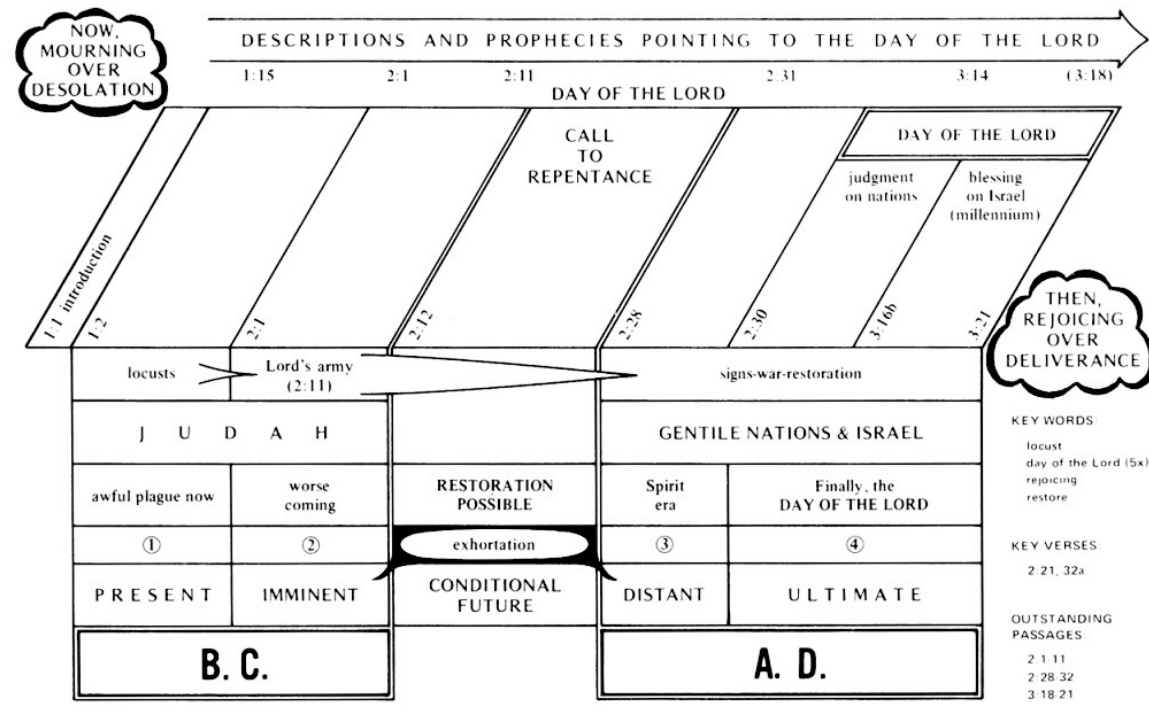 NOW,
MOURNING
OVER
DESOLATION
DESCRIPTIONS AND PROPHECIES POINTING TO THE DAY OF THE LORD
1:15 2:1 2:11 2:31 3:14 (3:18)
DAY OF THE LORD
CALL
TO
REPENTANCE
DAY OF THE LORD
judgment
on nations
blessing
on Israel
(millennium)
1:1 introduction
1:2
2:1
2:12
2:28
2:30
3:16b
3:21
THEN,
REJOICING
OVER
DELIVERANCE
locusts
Lord's army
(2:11)
signs-war-restoration
JUDAH
GENTILE NATIONS & ISRAEL
awful plague now
worse
coming
RESTORATION
POSSIBLE
Spirit
era
Finally, the
DAY OF THE LORD
①
②
exhortation
③
④
PRESENT
IMMINENT
CONDITIONAL
FUTURE
DISTANT
ULTIMATE
B. C.
A. D.
KEY WORDS:
locust
day of the Lord (5x)
rejoicing
restore
KEY VERSES:
2:21, 32a
OUTSTANDING
PASSAGES:
2:1-11
2:28-32
3:18-21